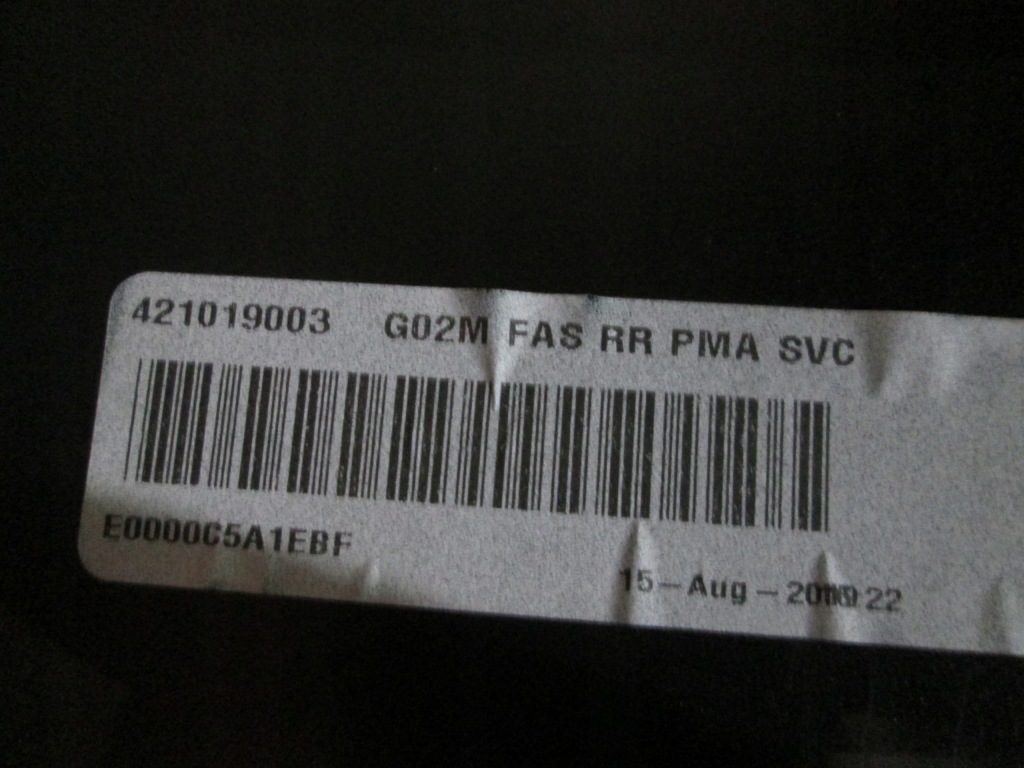 421019003 G02M FAS RR PMA SVC
E0000C5A1EBF
15-Aug-